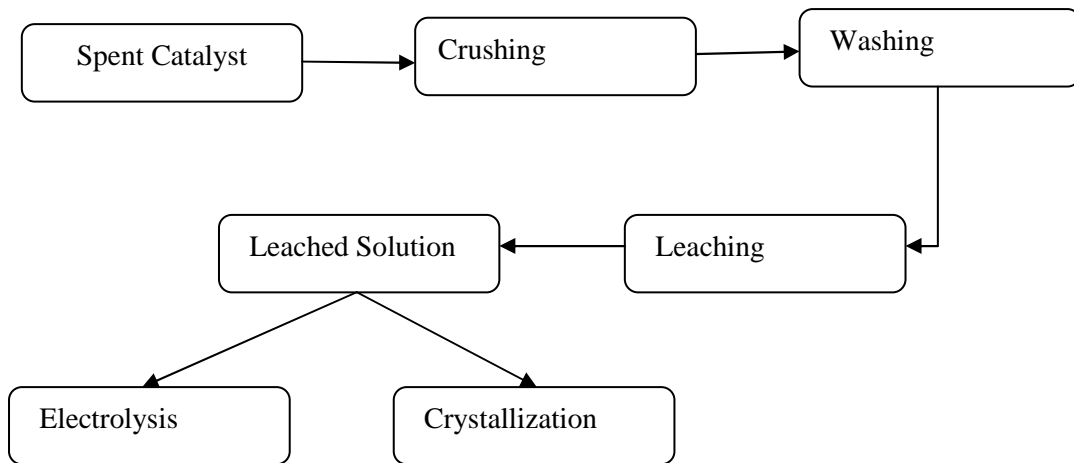 Spent Catalyst
Crushing
Washing
Leaching
Leached Solution
Electrolysis
Crystallization